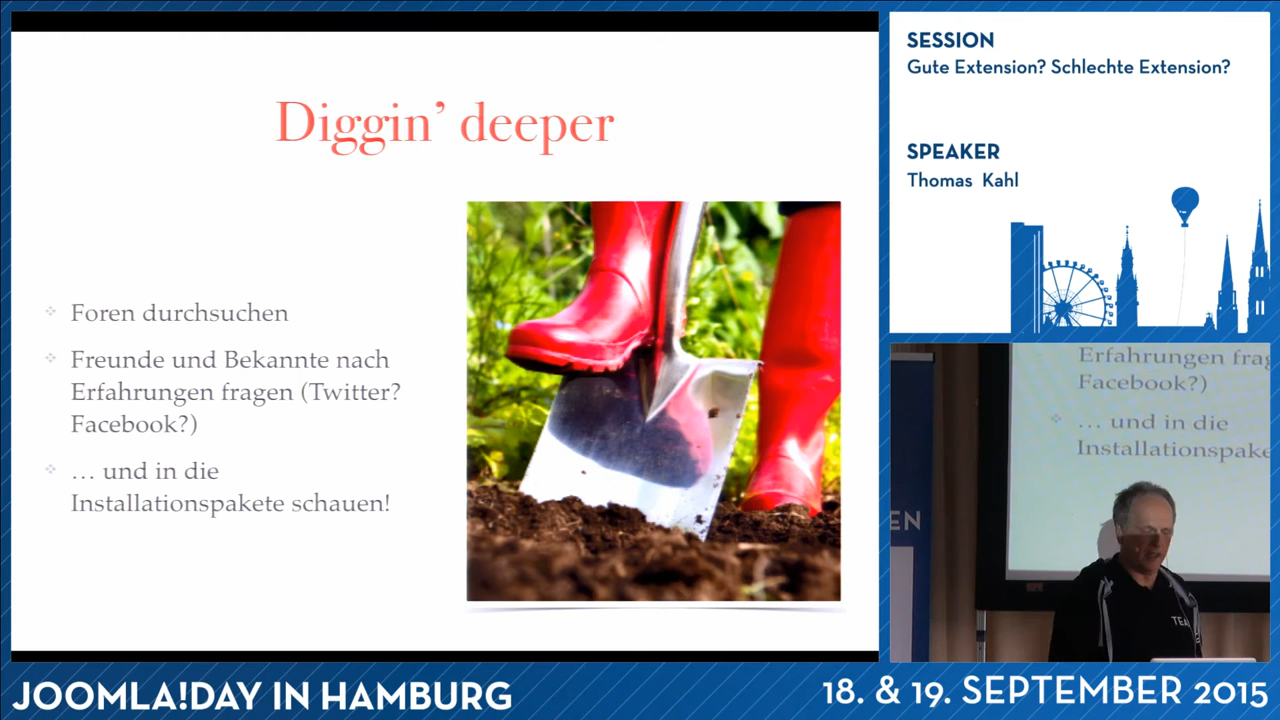 Diggin’ deeper
Foren durchsuchen
Freunde und Bekannte nach
Erfahrungen fragen (Twitter?
Facebook?)
… und in die
Installationspakete schauen!
SESSION
Gute Extension? Schlechte Extension?
SPEAKER
Thomas Kahl
Erfahrungen frag
Facebook?)
… und in die
Installationspake
EN
TEA
JOOMLA!DAY IN HAMBURG
18. & 19. SEPTEMBER 2015